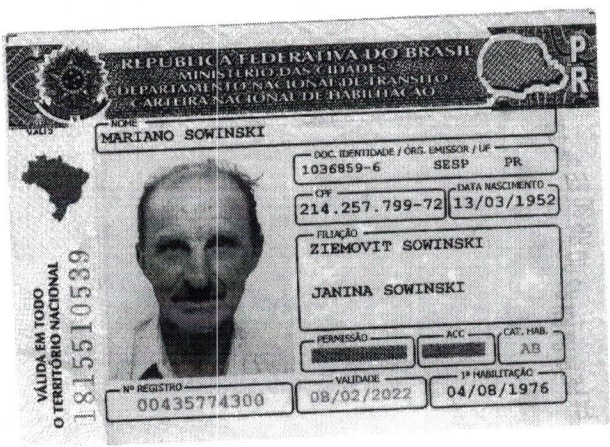 REPÚBLICA FEDERATIVA DO BRASIL
MINISTÉRIO DAS CIDADES
DEPARTAMENTO NACIONAL DE TRÂNSITO
CARTEIRA NACIONAL DE HABILITAÇÃO
PR
NOME
MARIANO SOWINSKI
DOC. IDENTIDADE / ÓRG. EMISSOR / UF
1036859-6 SESP PR
CPF
214.257.799-72
DATA NASCIMENTO
13/03/1952
FILIAÇÃO
ZIEMOVIT SOWINSKI
JANINA SOWINSKI
PERMISSÃO
ACC
CAT. HAB.
AB
Nº REGISTRO
00435774300
VALIDADE
08/02/2022
1ª HABILITAÇÃO
04/08/1976
VÁLIDA EM TODO
O TERRITÓRIO NACIONAL
1815510539